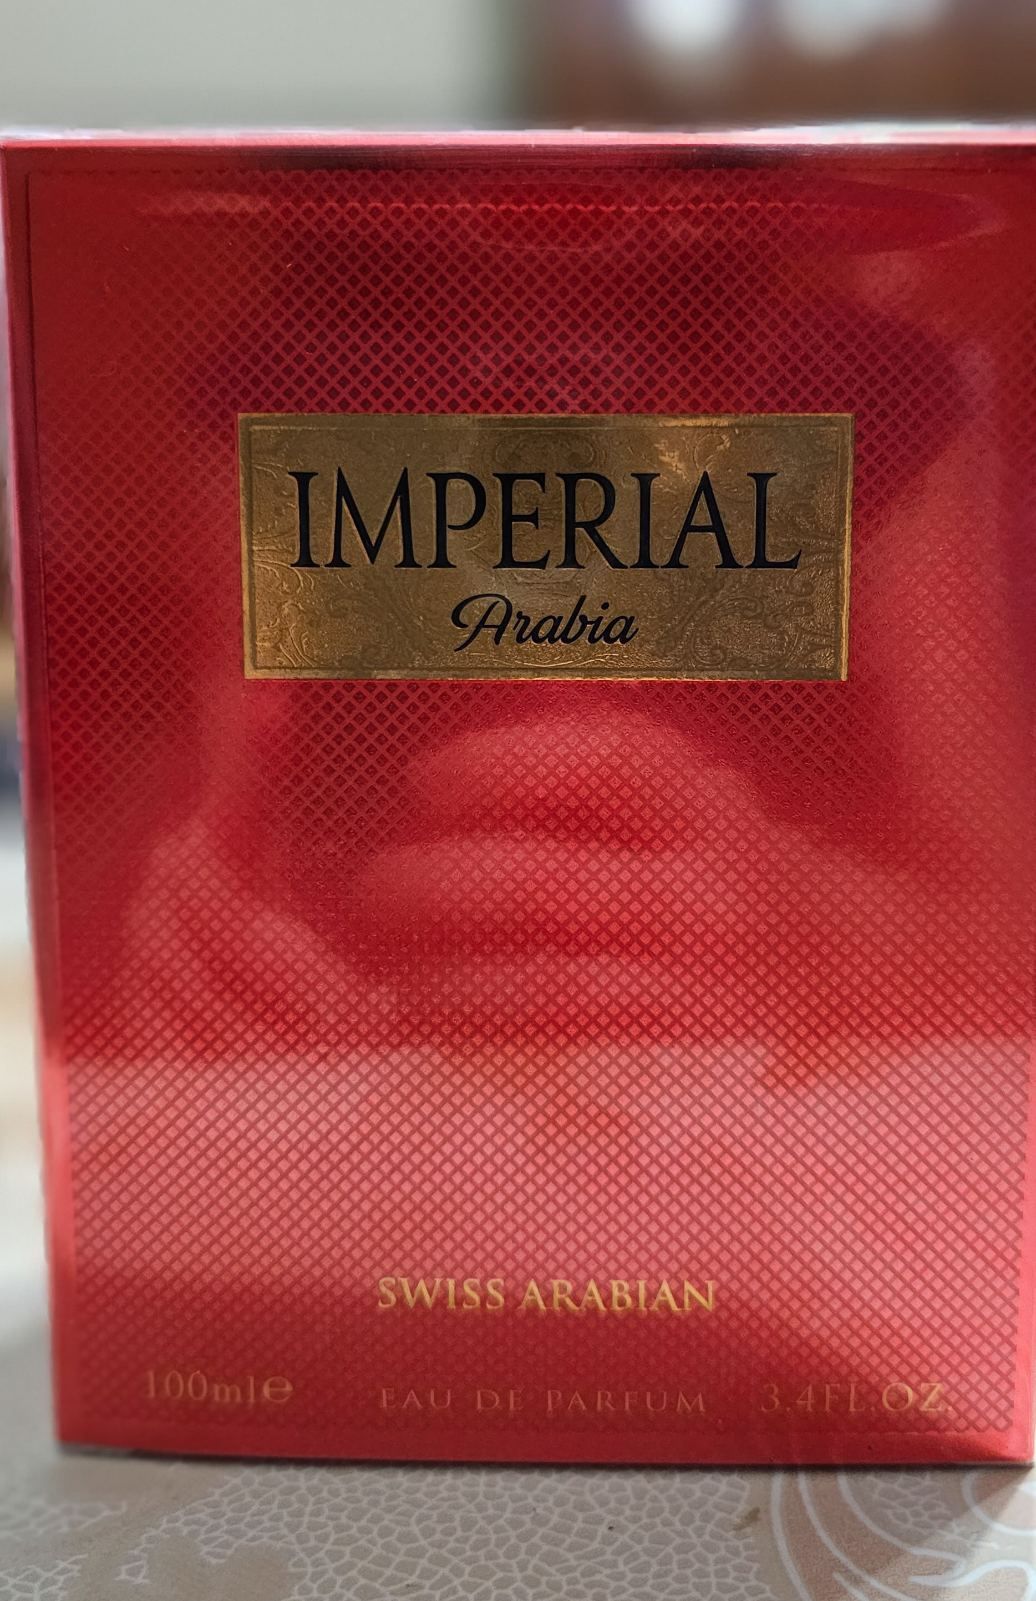 IMPERIAL
Arabia
SWISS ARABIAN
100ml℮ EAU DE PARFUM 3.4FL.OZ.